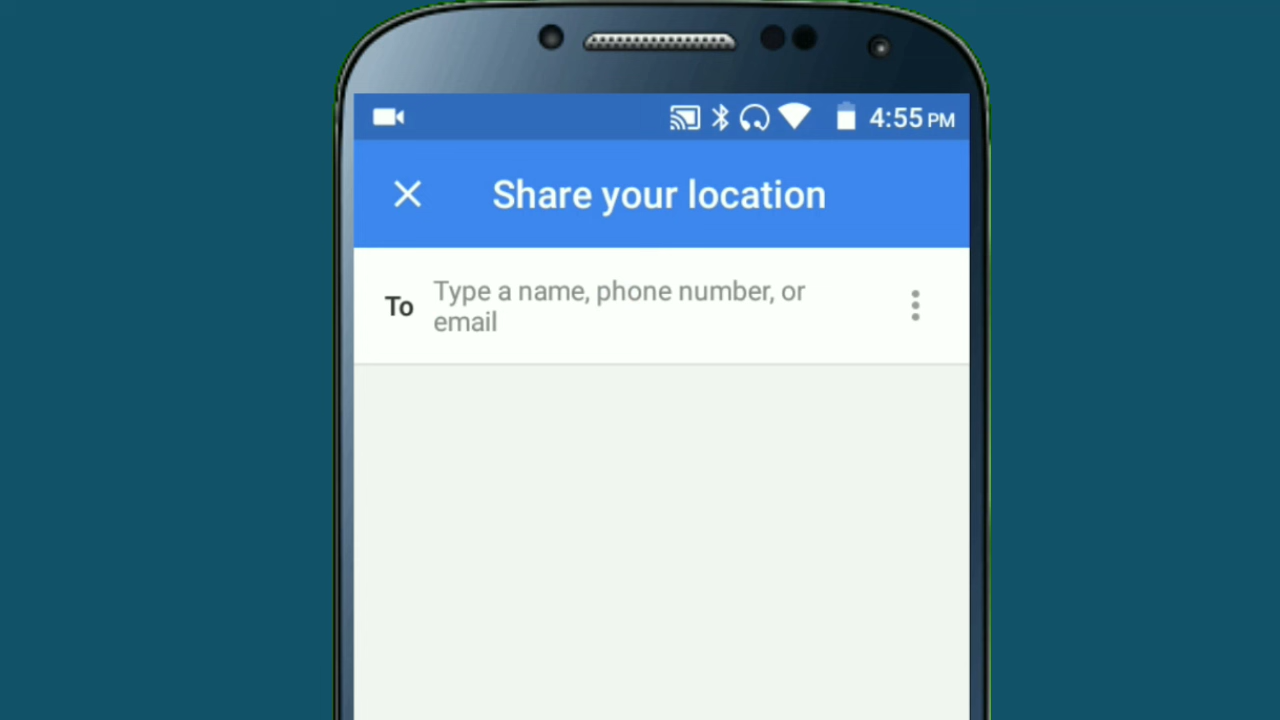 4:55 PM
Share your location
To
Type a name, phone number, or
email